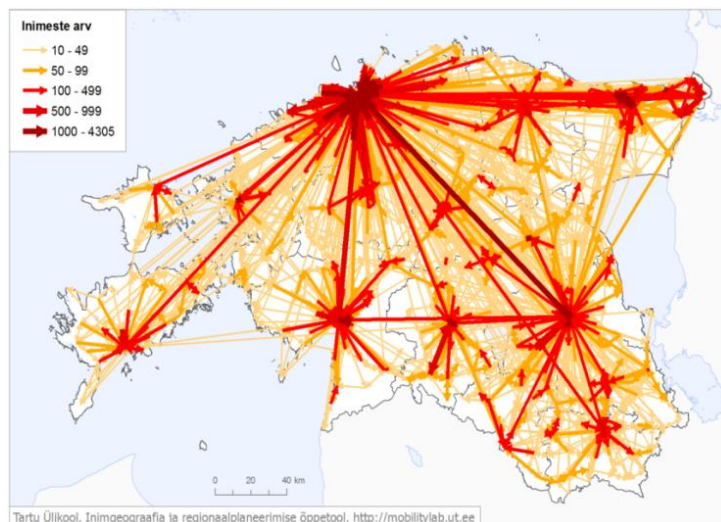 Inimeste arv
10 - 49
50 - 99
100 - 499
500 - 999
1000 - 4305
0 20 40 km
Tartu Ülikool, Inimgeograafia ja regionaalplaneerimise õppetool, http://mobilitylab.ut.ee